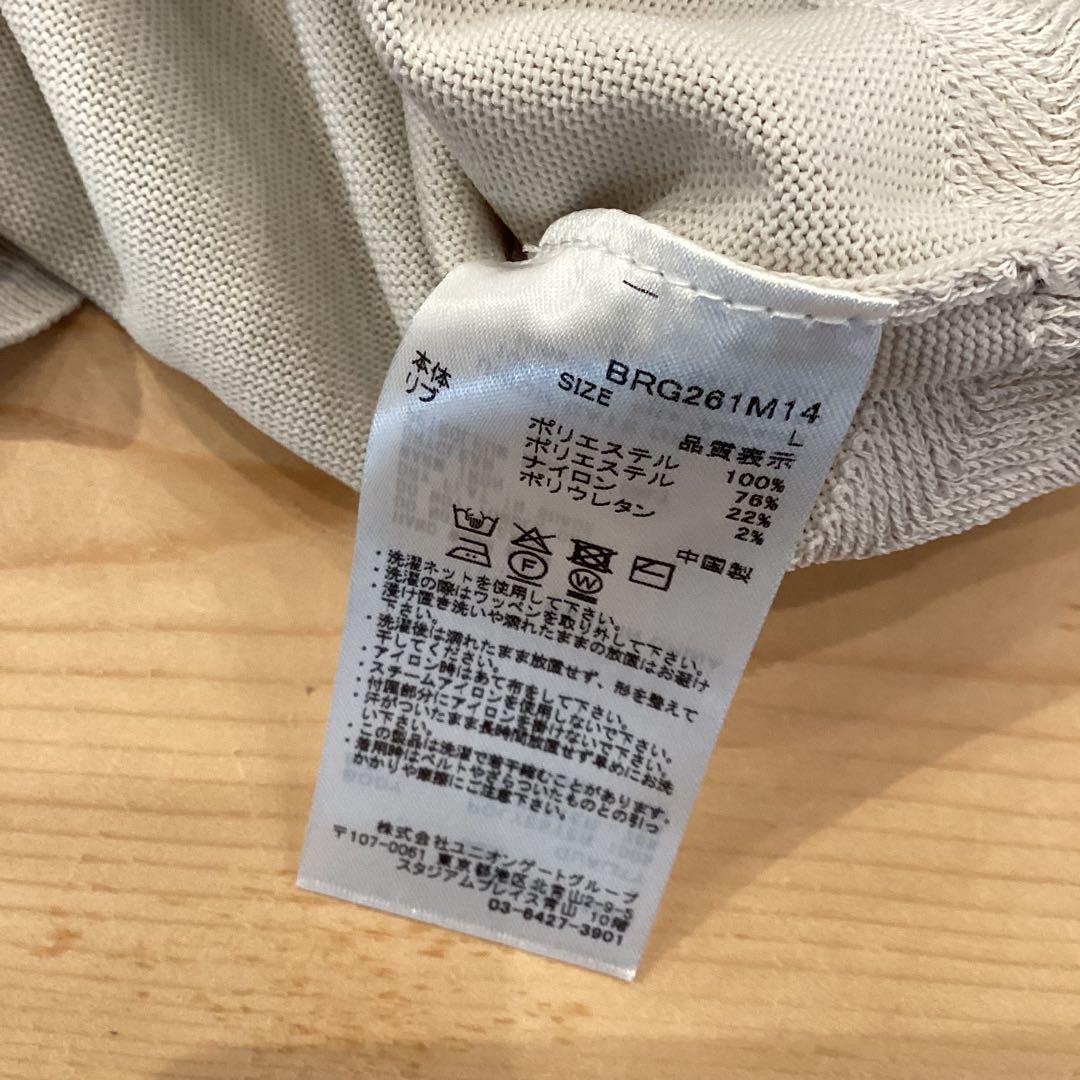 BRG261M14
SIZE L
品質表示
本体 ポリエステル 100%
リブ ポリエステル 76%
ナイロン 22%
ポリウレタン 2%
中国製
・洗濯ネットを使用して下さい。
・洗濯の際はワッペンを取り外して下さい。
・浸け置き洗いや濡れたままの放置はお避け
下さい。
・洗濯後は濡れたまま放置せず、形を整えて
干してください。
・アイロン時はあて布をして下さい。
・スチームアイロンを使用しないで下さい。
・付属部分にアイロンを掛けないで下さい。
・汗がついたまま長時間放置せず早めにお洗
い下さい。
・この製品は洗濯で若干縮むことがあります。
・着用時はベルトやざらついたものとの引っ
かかりや摩擦にご注意下さい。
株式会社ユニオンゲートグループ
〒107-0061 東京都港区北青山2-9-5
スタジアムプレイス青山 10階
03-6427-3901